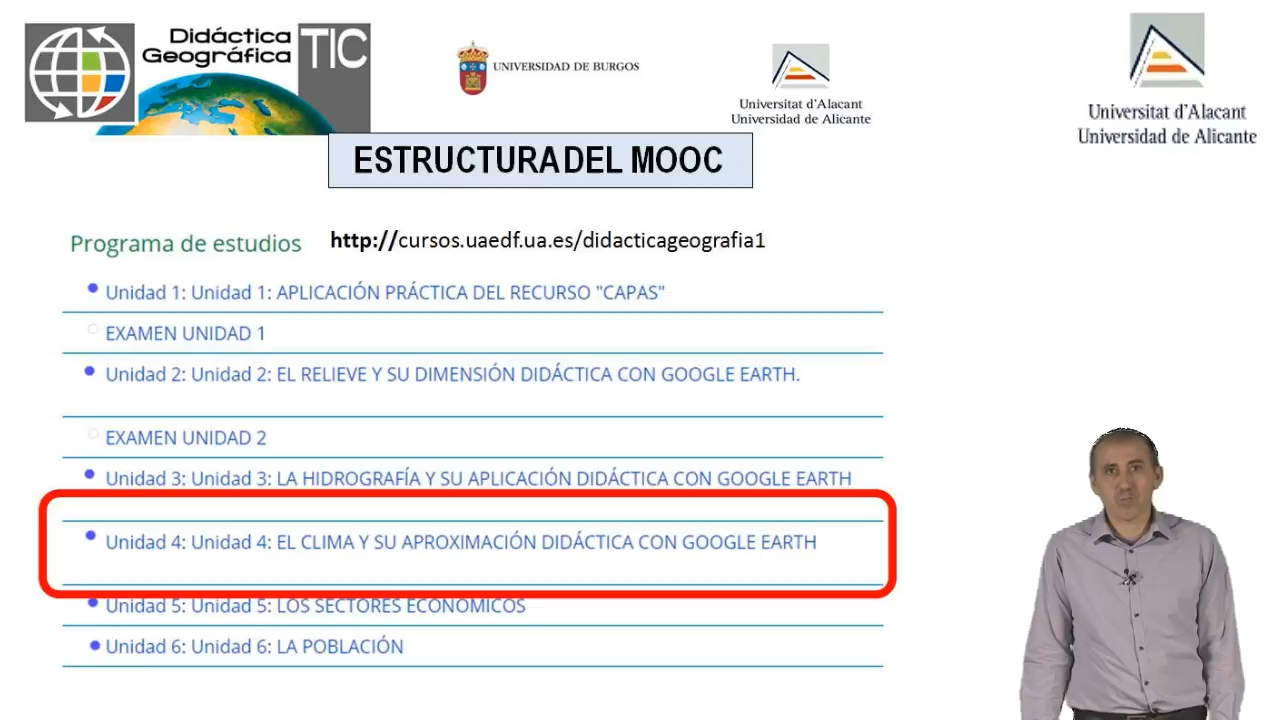 Didáctica
Geográfica
TIC
UNIVERSIDAD DE BURGOS
Universitat d'Alacant
Universidad de Alicante
Universitat d'Alacant
Universidad de Alicante
ESTRUCTURA DEL MOOC
Programa de estudios
http://cursos.uaedf.ua.es/didacticageografia1
Unidad 1: Unidad 1: APLICACIÓN PRÁCTICA DEL RECURSO "CAPAS"
EXAMEN UNIDAD 1
Unidad 2: Unidad 2: EL RELIEVE Y SU DIMENSIÓN DIDÁCTICA CON GOOGLE EARTH.
EXAMEN UNIDAD 2
Unidad 3: Unidad 3: LA HIDROGRAFÍA Y SU APLICACIÓN DIDÁCTICA CON GOOGLE EARTH
Unidad 4: Unidad 4: EL CLIMA Y SU APROXIMACIÓN DIDÁCTICA CON GOOGLE EARTH
Unidad 5: Unidad 5: LOS SECTORES ECONÓMICOS
Unidad 6: Unidad 6: LA POBLACIÓN